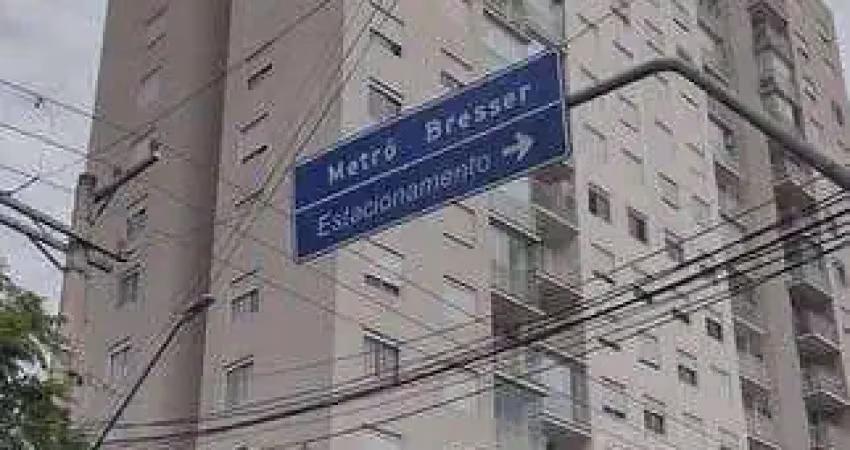 Metrô Bresser
Estacionamento →